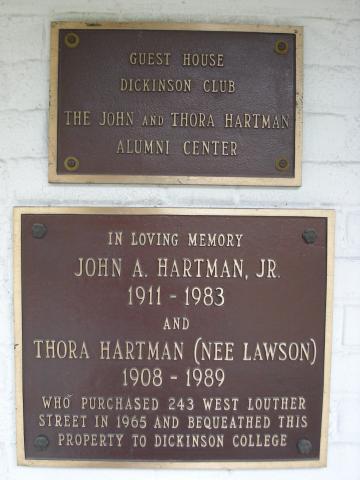 GUEST HOUSE
DICKINSON CLUB
THE JOHN AND THORA HARTMAN
ALUMNI CENTER
IN LOVING MEMORY
JOHN A. HARTMAN, JR.
1911 - 1983
AND
THORA HARTMAN (NEE LAWSON)
1908 - 1989
WHO PURCHASED 243 WEST LOUTHER
STREET IN 1965 AND BEQUEATHED THIS
PROPERTY TO DICKINSON COLLEGE